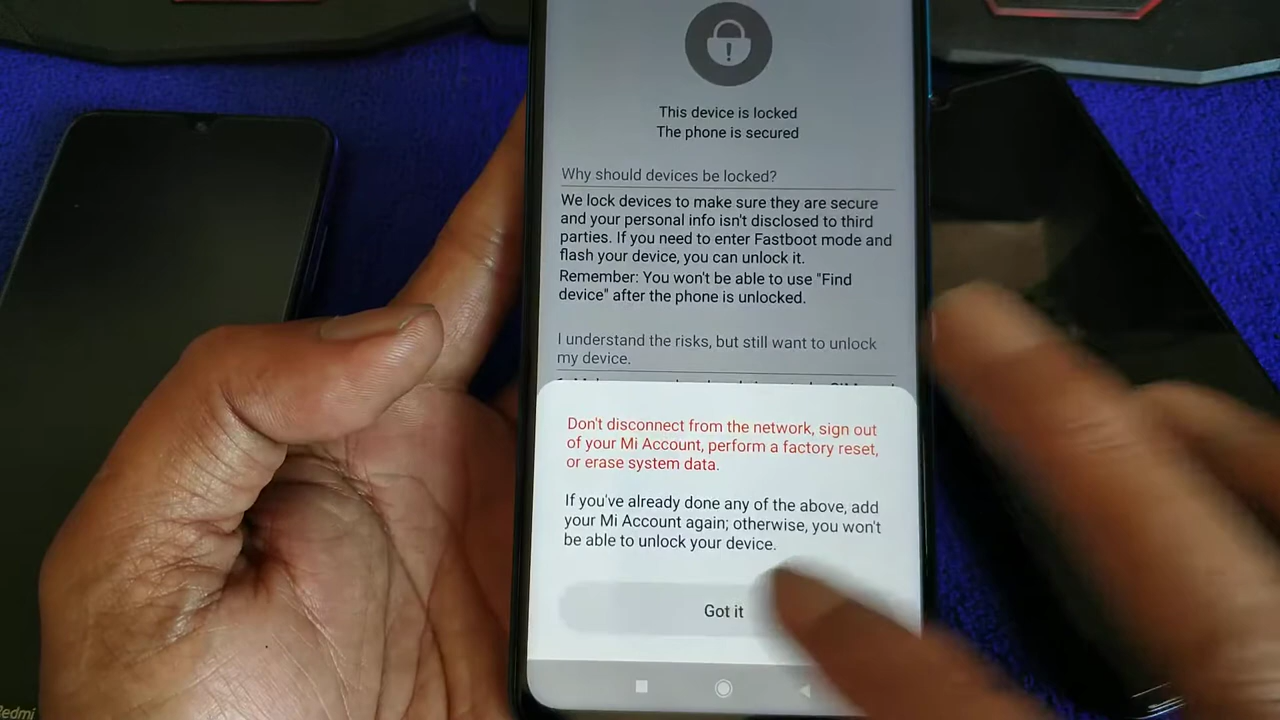 This device is locked
The phone is secured
Why should devices be locked?
We lock devices to make sure they are secure
and your personal info isn't disclosed to third
parties. If you need to enter Fastboot mode and
flash your device, you can unlock it.
Remember: You won't be able to use "Find
device" after the phone is unlocked.
I understand the risks, but still want to unlock
my device.
Don't disconnect from the network, sign out
of your Mi Account, perform a factory reset,
or erase system data.
If you've already done any of the above, add
your Mi Account again; otherwise, you won't
be able to unlock your device.
Got it
Redmi